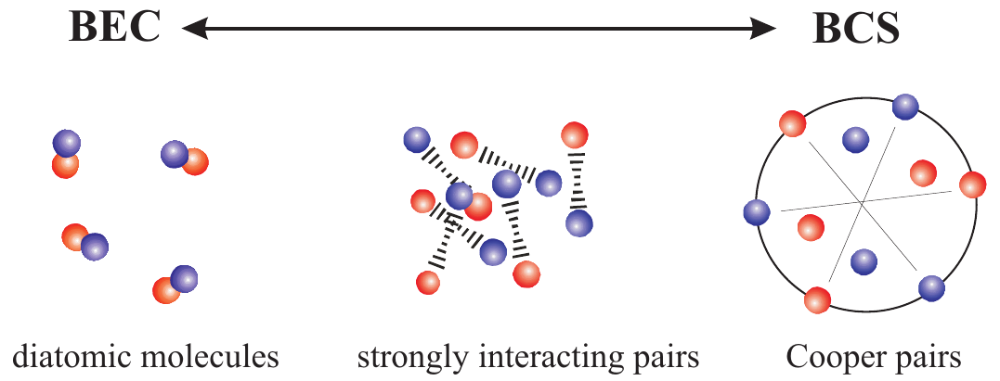 BEC BCS
diatomic molecules strongly interacting pairs Cooper pairs